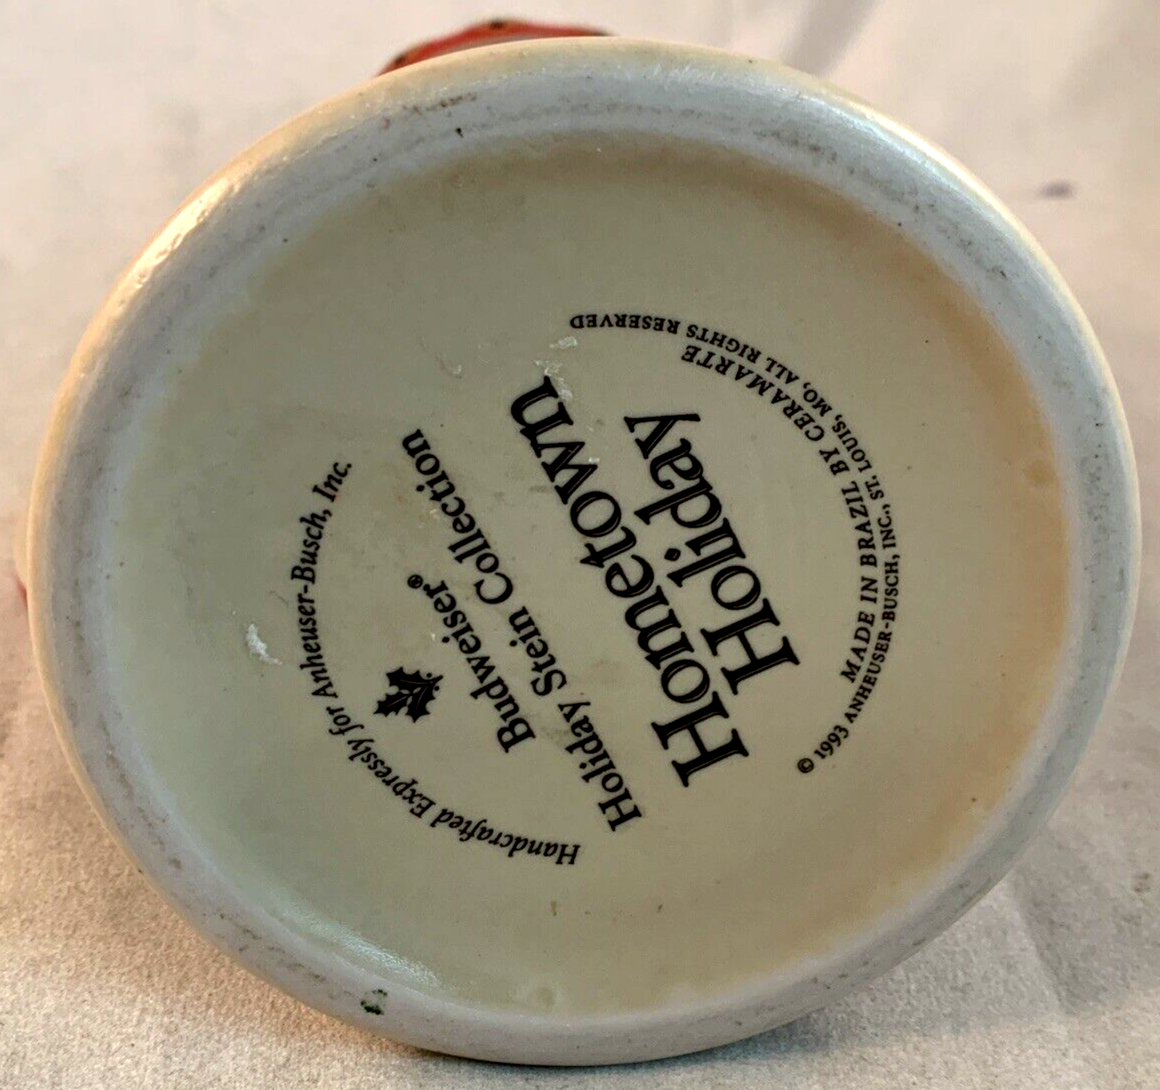 Handcrafted Expressly for Anheuser-Busch, Inc.
Budweiser®
Holiday Stein Collection
Hometown
Holiday
MADE IN BRAZIL BY CERAMARTE
© 1993 ANHEUSER-BUSCH, INC., ST. LOUIS, MO, ALL RIGHTS RESERVED